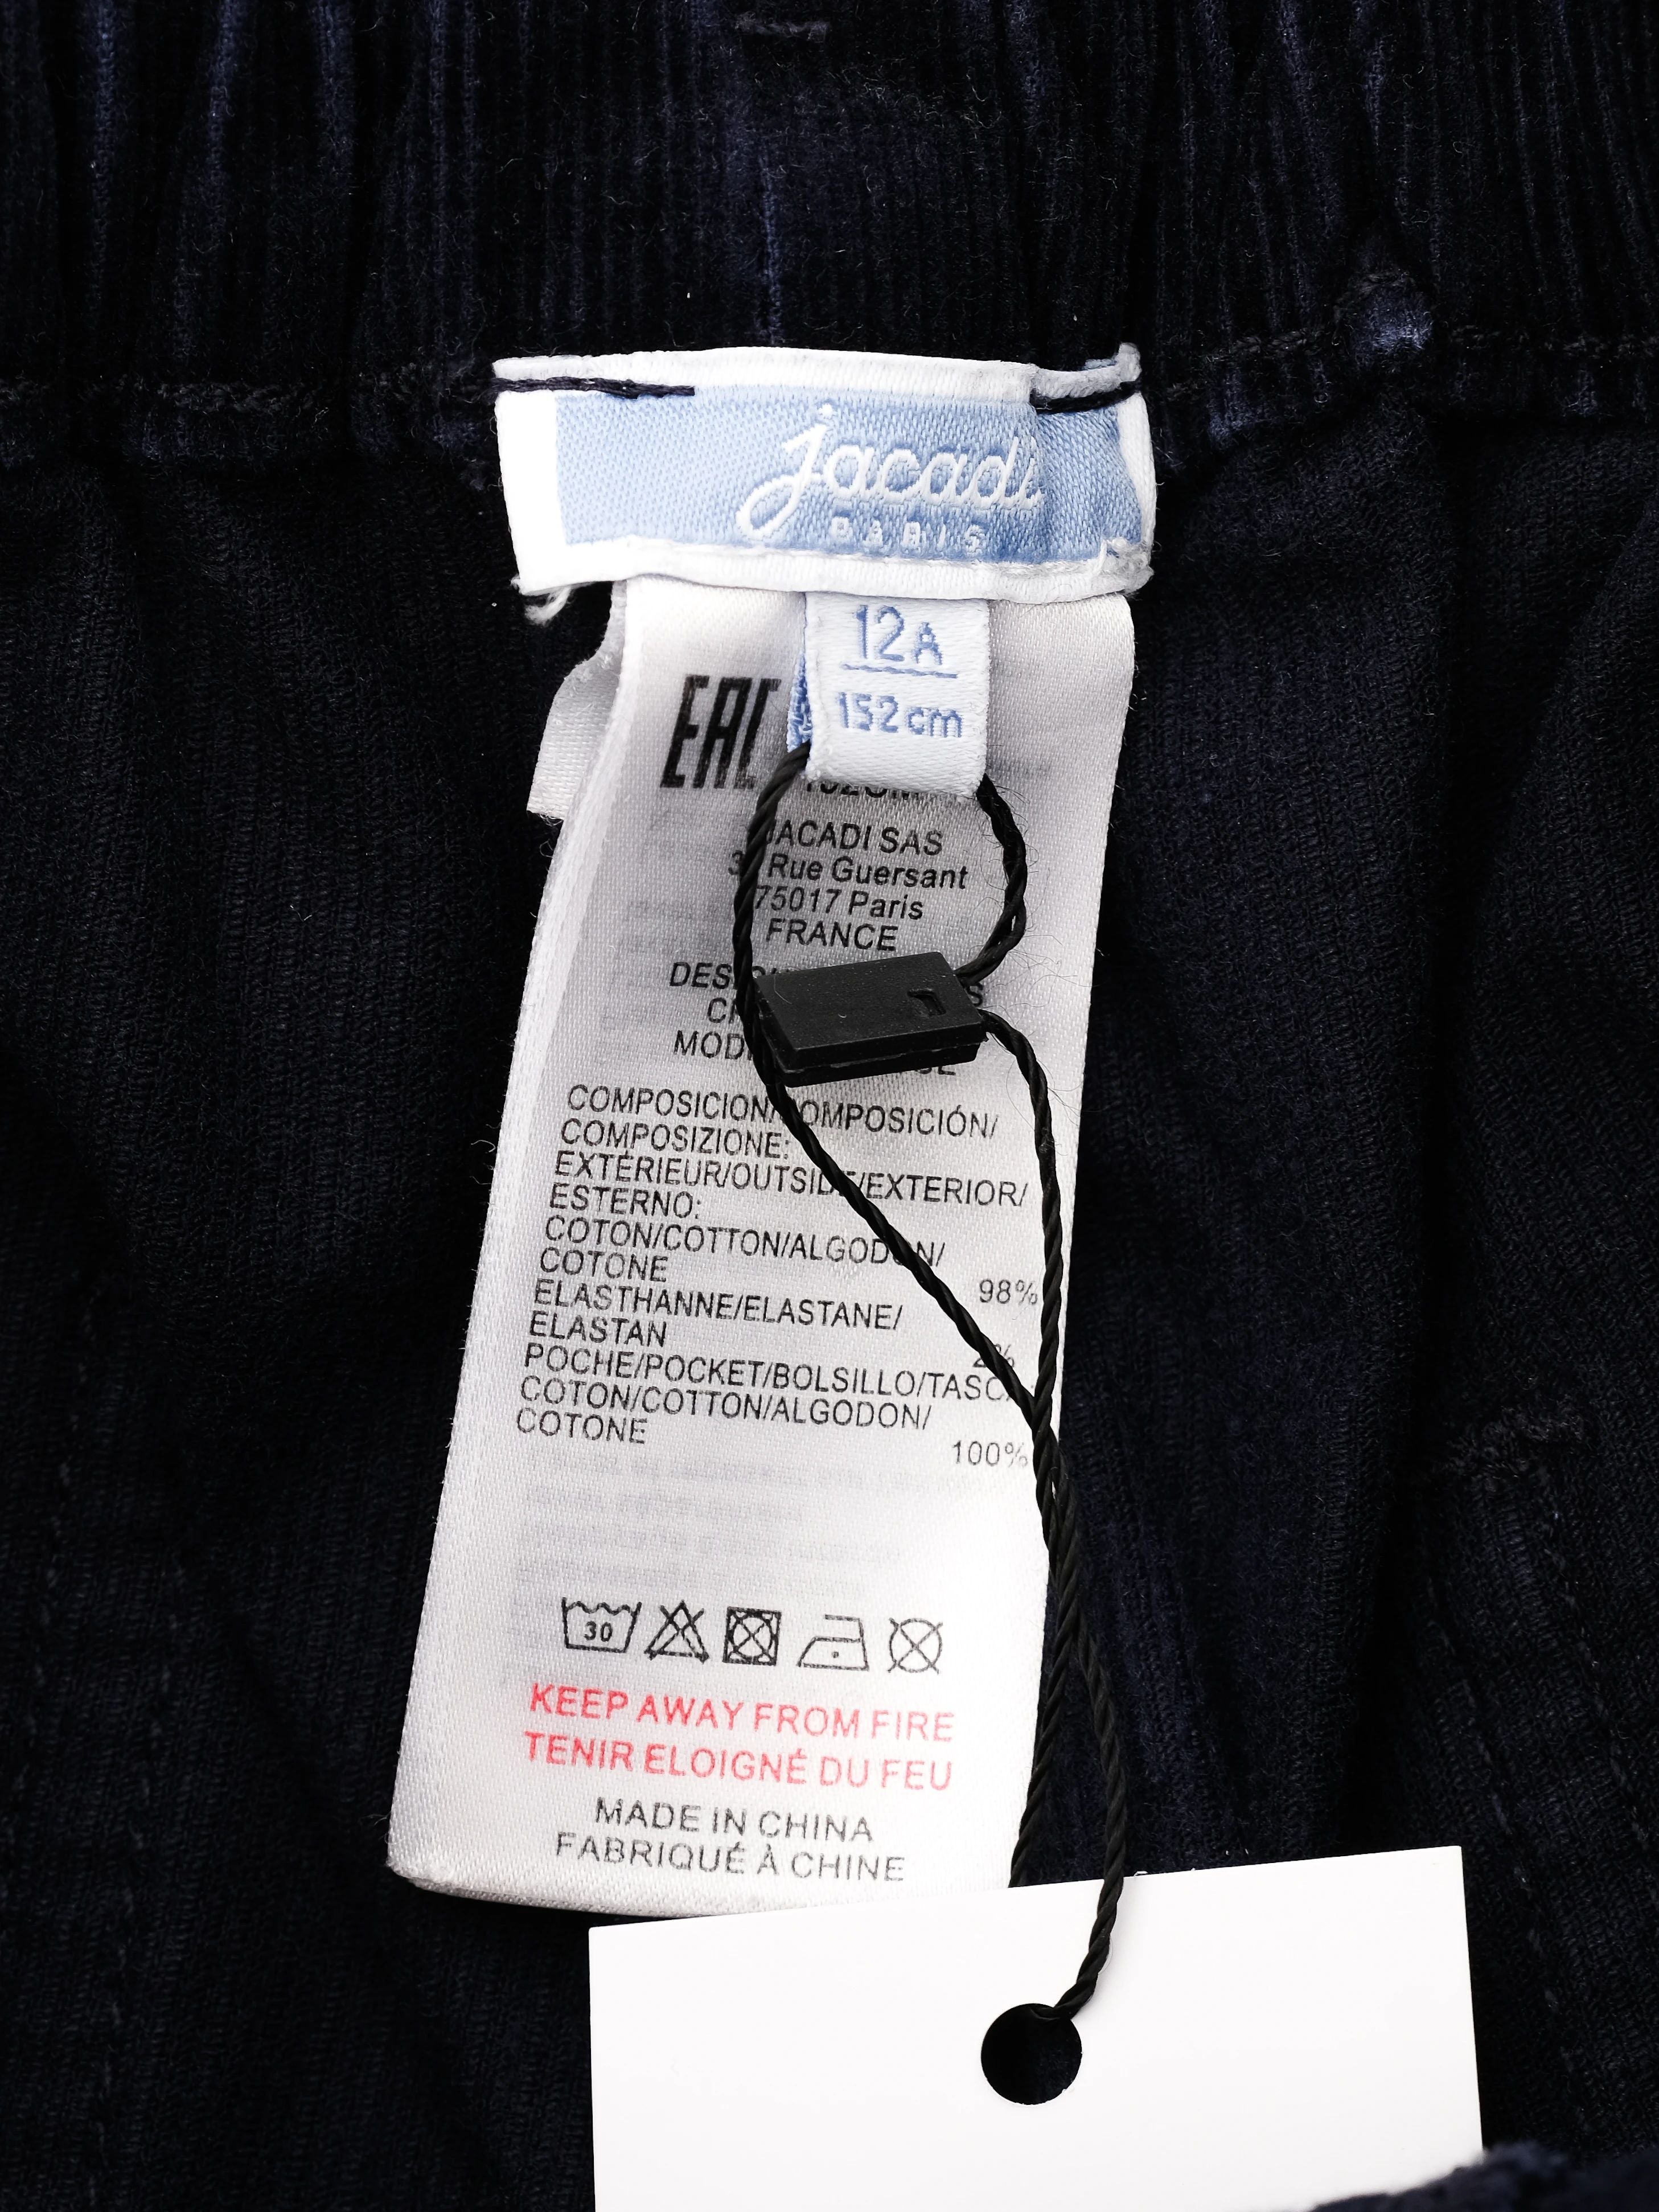 jacadi
PARIS
12A
152cm
EAC
JACADI SAS
Rue Guersant
75017 Paris
FRANCE
COMPOSICION/COMPOSICIÓN/
COMPOSIZIONE:
EXTÉRIEUR/OUTSIDE/EXTERIOR/
ESTERNO:
COTON/COTTON/ALGODON/
COTONE
98%
ELASTHANNE/ELASTANE/
ELASTAN
2%
POCHE/POCKET/BOLSILLO/TASCA
COTON/COTTON/ALGODON/
COTONE
100%
30
KEEP AWAY FROM FIRE
TENIR ELOIGNÉ DU FEU
MADE IN CHINA
FABRIQUÉ À CHINE